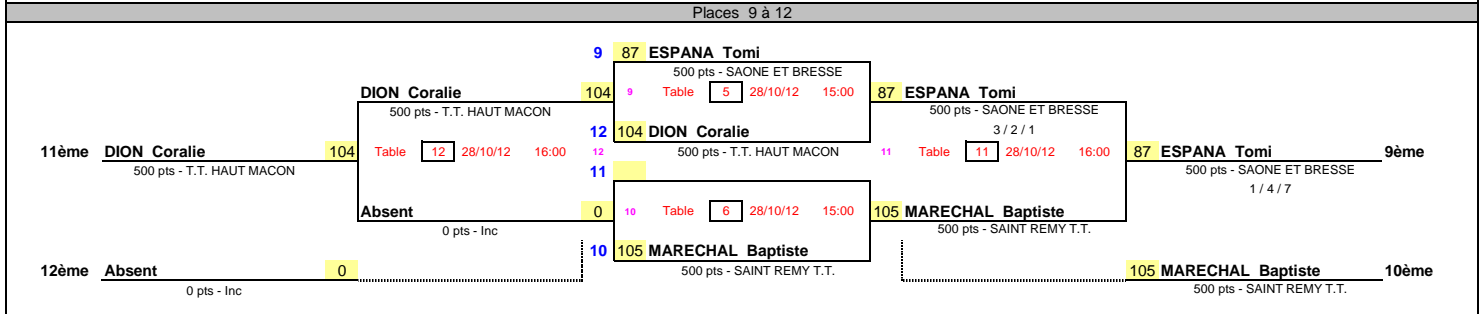 Places 9 à 12
9 87 ESPANA Tomi
500 pts - SAONE ET BRESSE
DION Coralie 104 9 Table 5 28/10/12 15:00 87 ESPANA Tomi
500 pts - T.T. HAUT MACON 500 pts - SAONE ET BRESSE
12 104 DION Coralie 3 / 2 / 1
11ème DION Coralie 104 Table 12 28/10/12 16:00 12 500 pts - T.T. HAUT MACON 11 Table 11 28/10/12 16:00 87 ESPANA Tomi 9ème
500 pts - T.T. HAUT MACON 11 500 pts - SAONE ET BRESSE
1 / 4 / 7
Absent 0 10 Table 6 28/10/12 15:00 105 MARECHAL Baptiste
0 pts - Inc 500 pts - SAINT REMY T.T.
10 105 MARECHAL Baptiste
12ème Absent 0 500 pts - SAINT REMY T.T. 105 MARECHAL Baptiste 10ème
0 pts - Inc 500 pts - SAINT REMY T.T.